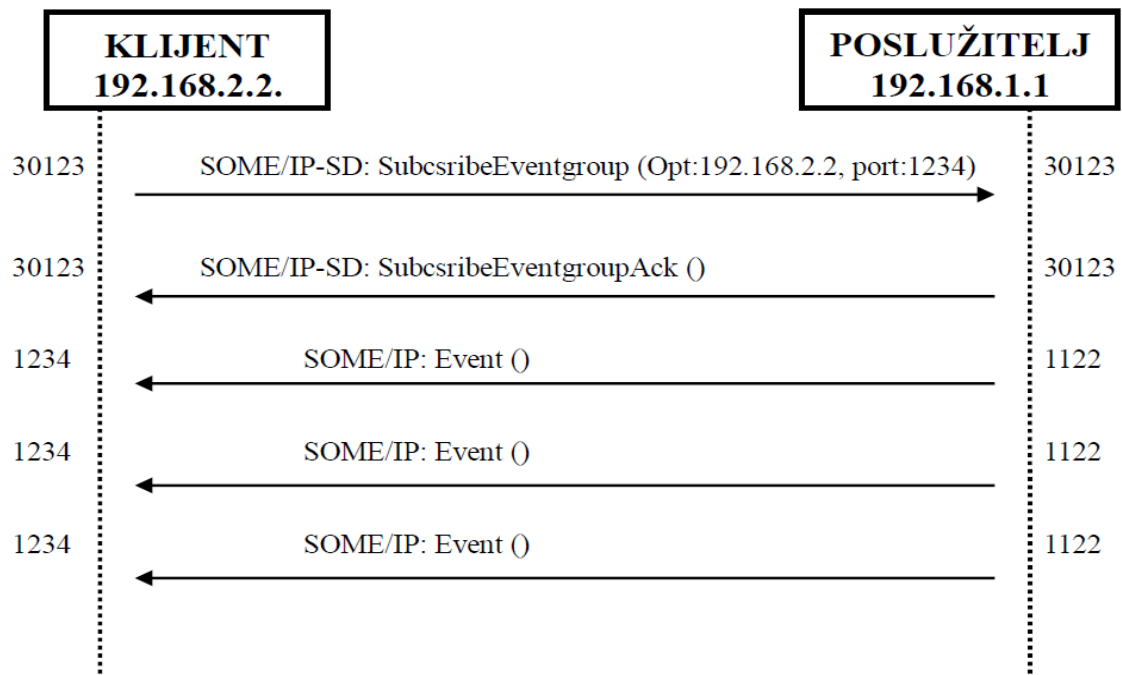 KLIJENT
192.168.2.2.
POSLUŽITELJ
192.168.1.1
30123 SOME/IP-SD: SubcsribeEventgroup (Opt:192.168.2.2, port:1234) 30123
30123 SOME/IP-SD: SubcsribeEventgroupAck () 30123
1234 SOME/IP: Event () 1122
1234 SOME/IP: Event () 1122
1234 SOME/IP: Event () 1122